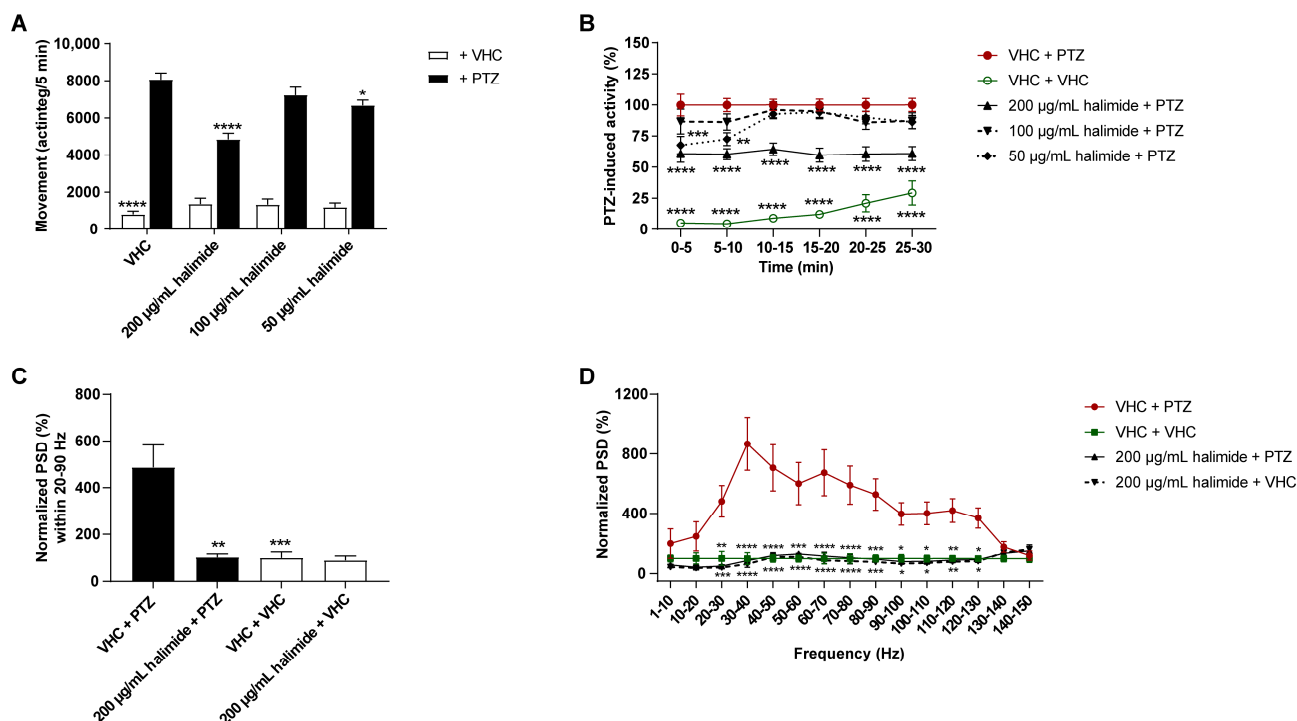 A
10,000
8000
6000
4000
2000
0
Movement (actinteg/5 min)
****
****
*
VHC
200 µg/mL halimide
100 µg/mL halimide
50 µg/mL halimide
+ VHC
+ PTZ
B
150
125
100
75
50
25
0
PTZ-induced activity (%)
***
**
**** **** **** **** **** ****
**** **** **** **** **** ****
0-5 5-10 10-15 15-20 20-25 25-30
Time (min)
VHC + PTZ
VHC + VHC
200 µg/mL halimide + PTZ
100 µg/mL halimide + PTZ
50 µg/mL halimide + PTZ
C
800
600
400
200
0
Normalized PSD (%)
within 20-90 Hz
**
***
VHC + PTZ
200 µg/mL halimide + PTZ
VHC + VHC
200 µg/mL halimide + VHC
D
1200
800
400
0
Normalized PSD (%)
** **** **** *** **** **** *** * * ** *
*** **** **** **** **** **** *** * * ** *
1-10
10-20
20-30
30-40
40-50
50-60
60-70
70-80
80-90
90-100
100-110
110-120
120-130
130-140
140-150
Frequency (Hz)
VHC + PTZ
VHC + VHC
200 µg/mL halimide + PTZ
200 µg/mL halimide + VHC